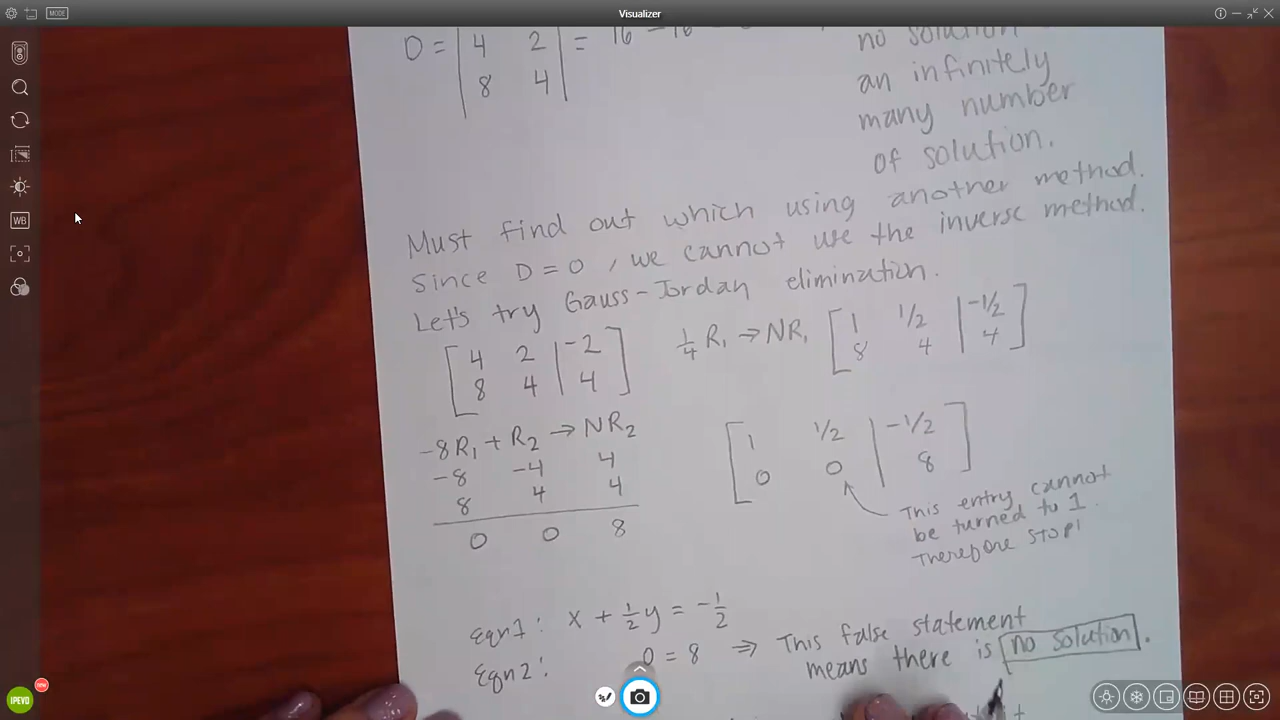 MODE
Visualizer
D = | 4 2 | = 16 - 16
8 4
no solution
an infinitely
many number
of solution.
Must find out which using another method.
Since D = 0, we cannot use the inverse method.
Let's try Gauss-Jordan elimination.
[ 4 2 | -2 ] 1/4 R1 → NR1 [ 1 1/2 | -1/2 ]
[ 8 4 | 4 ] [ 8 4 | 4 ]
-8R1 + R2 → NR2
-8 -4 4
8 4 4
0 0 8
[ 1 1/2 | -1/2 ]
[ 0 0 | 8 ]
This entry cannot
be turned to 1.
Therefore stop!
Eqn1: x + 1/2 y = -1/2
Eqn2: 0 = 8 ⇒ This false statement
means there is no solution.
WB
IPEVO